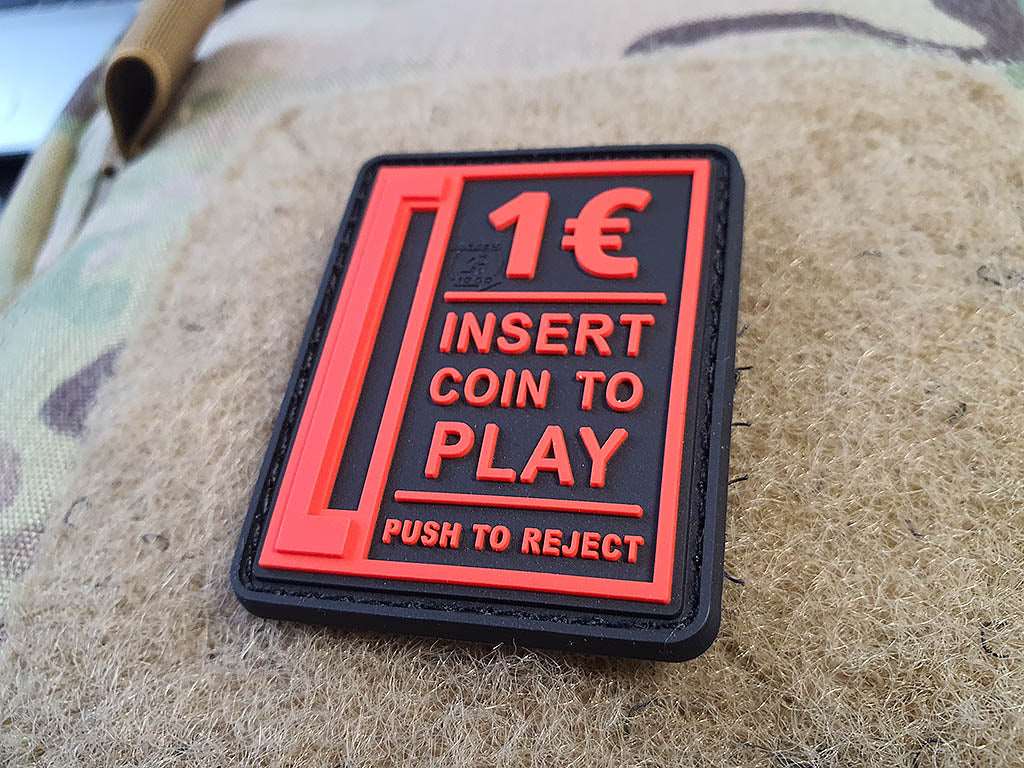 1€
INSERT
COIN TO
PLAY
PUSH TO REJECT